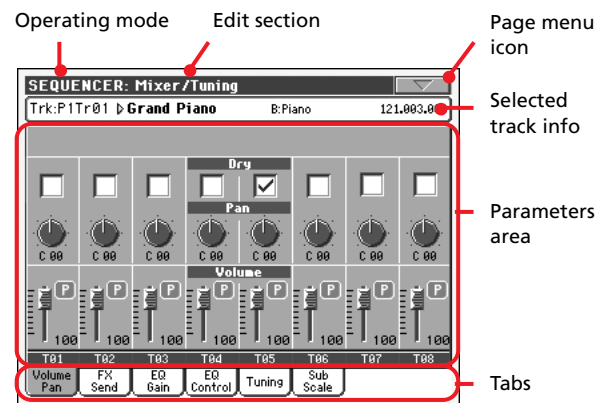 Operating mode
Edit section
Page menu
icon
SEQUENCER: Mixer/Tuning
Trk:P1Tr01 Grand Piano B:Piano 121.003.0
Selected
track info
Dry
Pan
Parameters
area
C 00 C 00 C 00 C 00 C 00 C 00 C 00 C 00
Volume
P P P P P P P P
100 100 100 100 100 100 100 100
T01 T02 T03 T04 T05 T06 T07 T08
Volume Pan FX Send EQ Gain EQ Control Tuning Sub Scale
Tabs